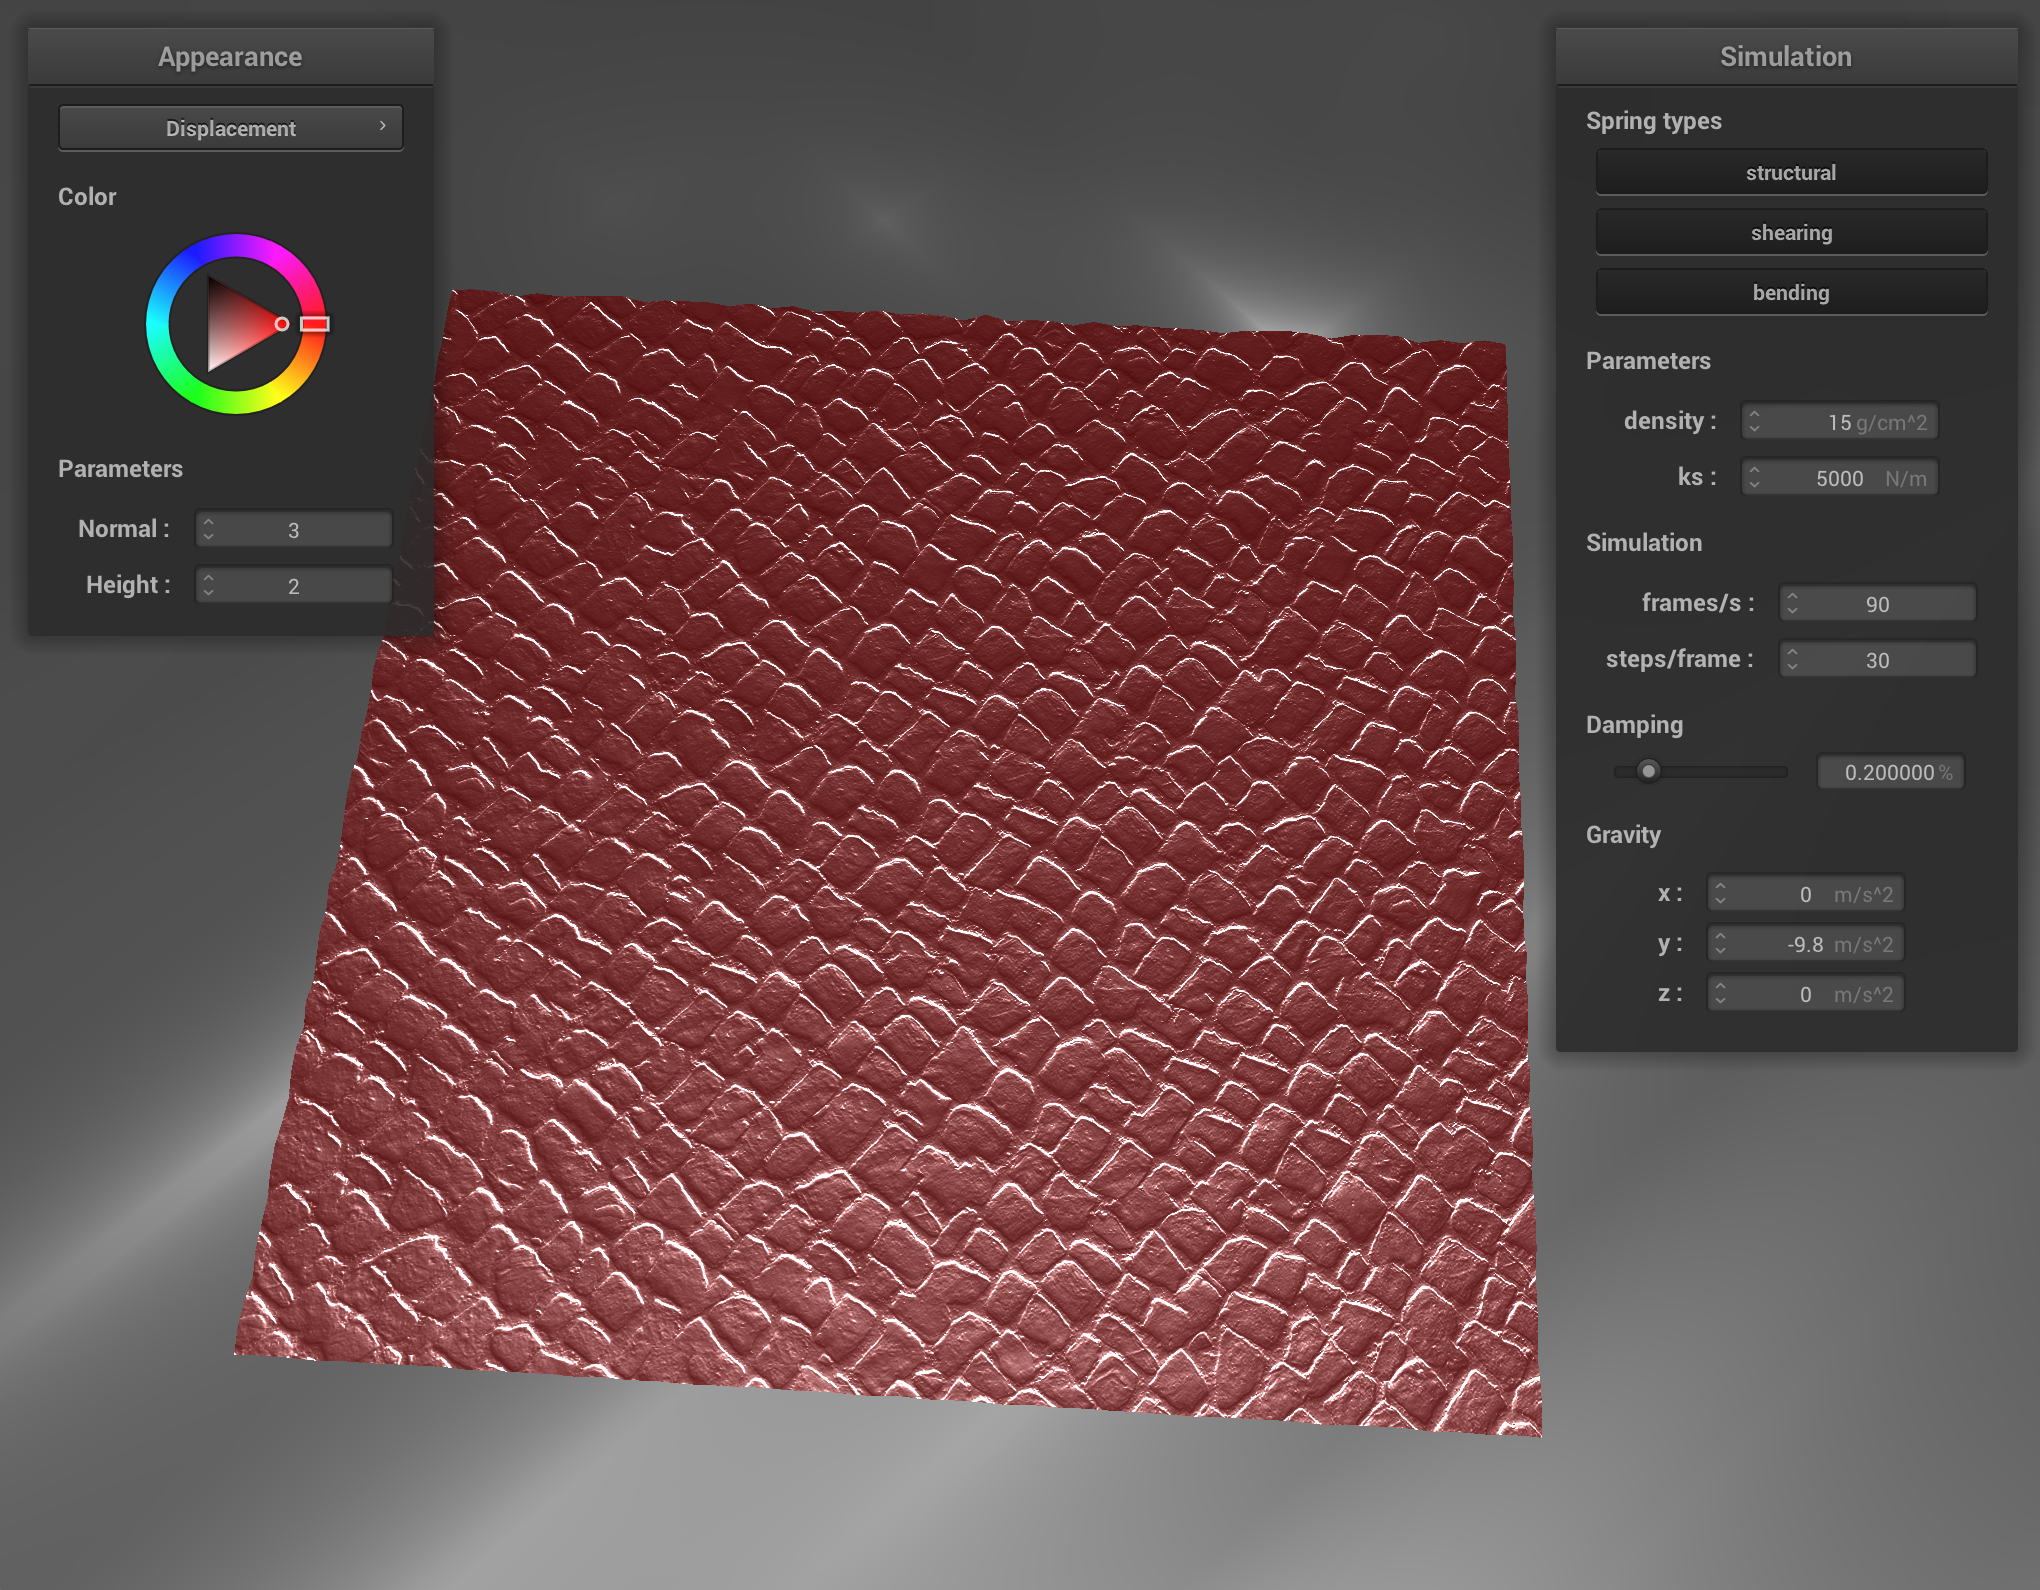 Appearance
Displacement
Color
Parameters
Normal : 3
Height : 2
Simulation
Spring types
structural
shearing
bending
Parameters
density : 15 g/cm^2
ks : 5000 N/m
Simulation
frames/s : 90
steps/frame : 30
Damping
0.200000 %
Gravity
x : 0 m/s^2
y : -9.8 m/s^2
z : 0 m/s^2